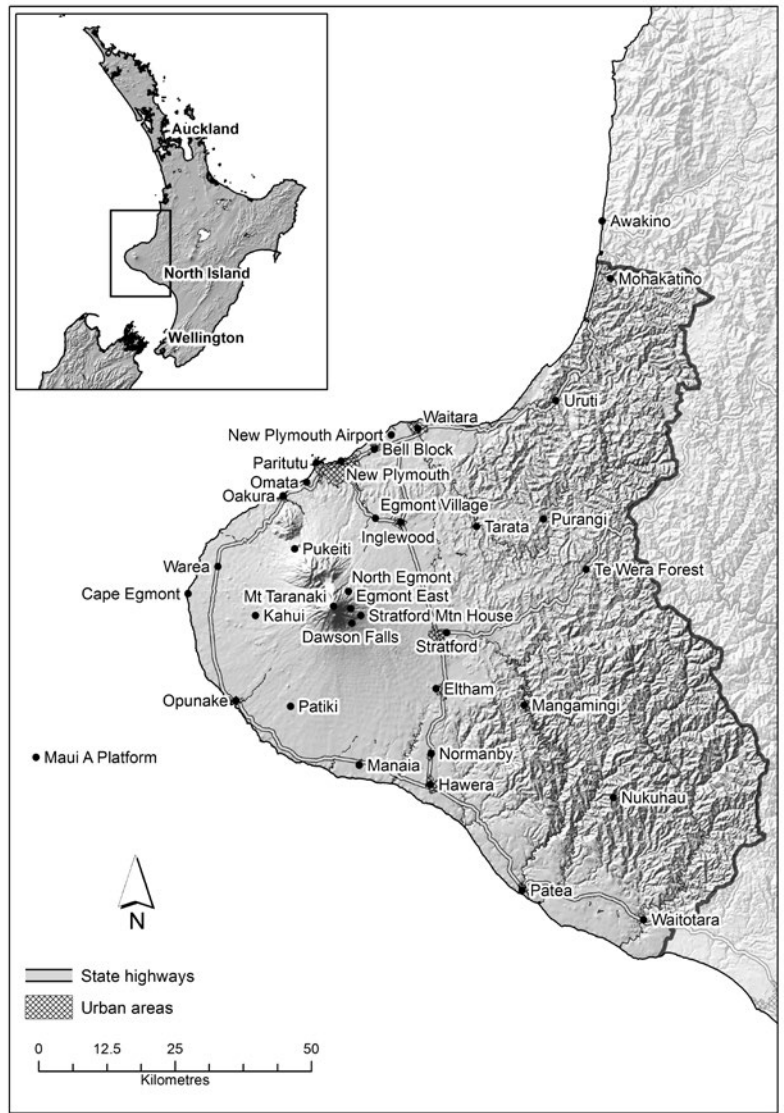 Auckland
North Island
Wellington
Awakino
Mohakatino
Uruti
Waitara
New Plymouth Airport
Bell Block
Paritutu
New Plymouth
Omata
Oakura
Egmont Village
Inglewood
Tarata
Purangi
Pukeiti
Warea
Te Wera Forest
North Egmont
Cape Egmont
Mt Taranaki
Egmont East
Kahui
Stratford Mtn House
Dawson Falls
Stratford
Eltham
Opunake
Patiki
Mangamingi
Maui A Platform
Normanby
Manaia
Hawera
Nukuhau
Patea
Waitotara
N
State highways
Urban areas
0 12.5 25 50
Kilometres